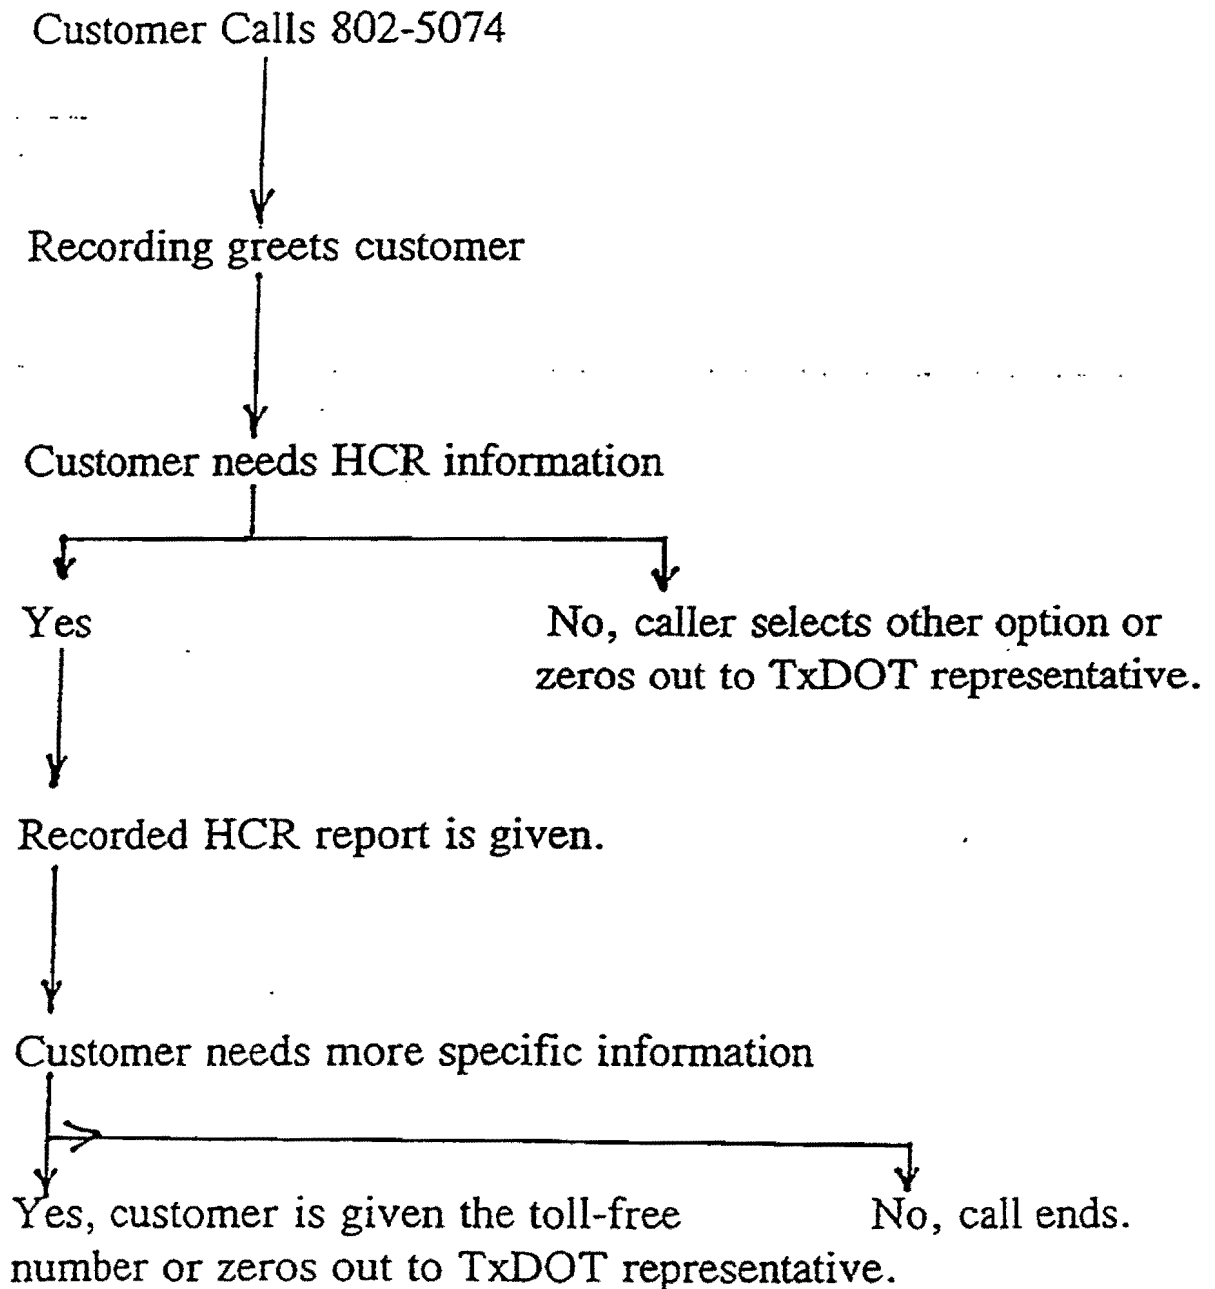 Customer Calls 802-5074
Recording greets customer
Customer needs HCR information
Yes
No, caller selects other option or
zeros out to TxDOT representative.
Recorded HCR report is given.
Customer needs more specific information
Yes, customer is given the toll-free
number or zeros out to TxDOT representative.
No, call ends.